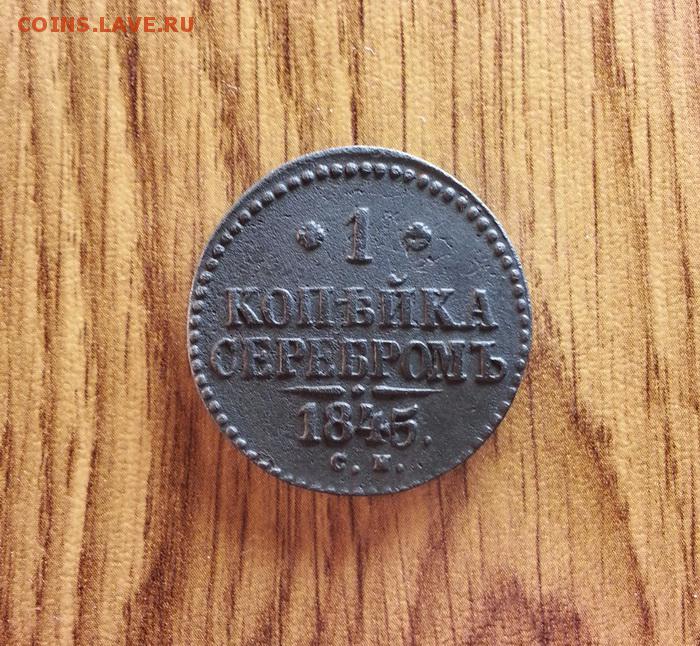 COINS.LAVE.RU
* 1 *
КОПѢЙКА
СЕРЕБРОМЪ
1845.
С. М.